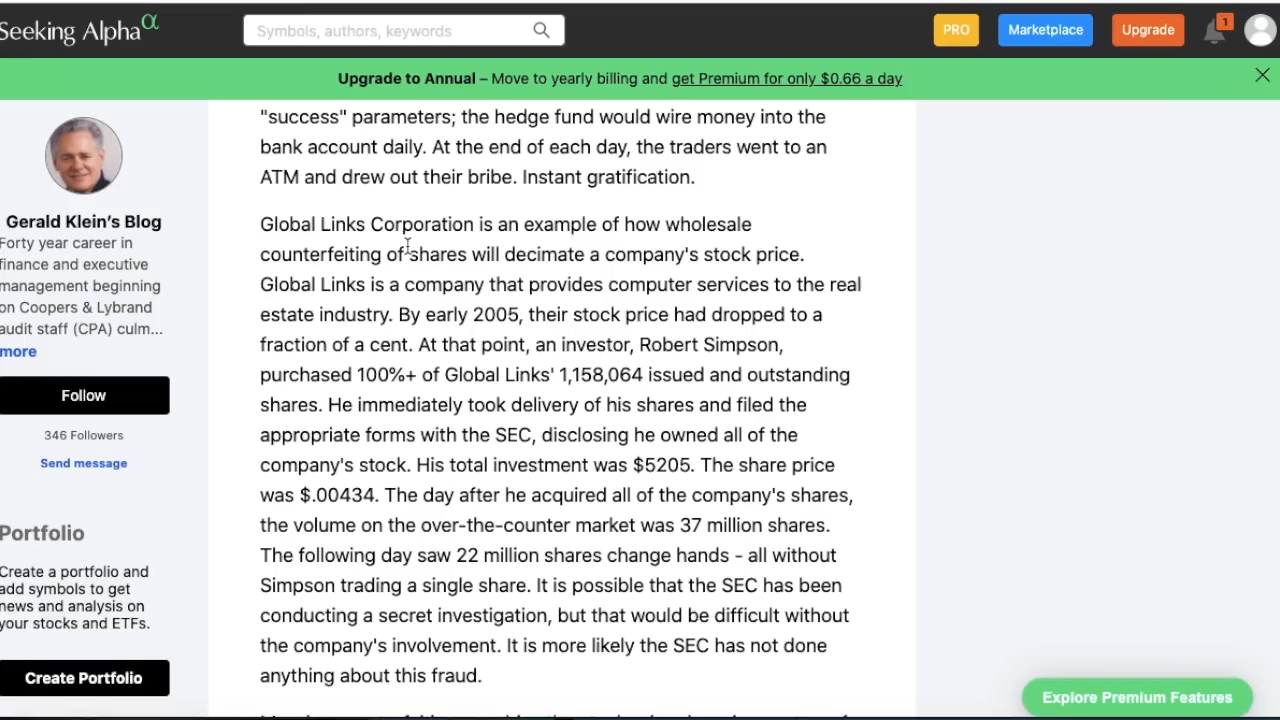 Seeking Alpha α
Symbols, authors, keywords
PRO
Marketplace
Upgrade
1
Upgrade to Annual – Move to yearly billing and get Premium for only $0.66 a day
Gerald Klein's Blog
Forty year career in
finance and executive
management beginning
on Coopers & Lybrand
audit staff (CPA) culm...
more
Follow
346 Followers
Send message
Portfolio
Create a portfolio and
add symbols to get
news and analysis on
your stocks and ETFs.
Create Portfolio
"success" parameters; the hedge fund would wire money into the
bank account daily. At the end of each day, the traders went to an
ATM and drew out their bribe. Instant gratification.
Global Links Corporation is an example of how wholesale
counterfeiting of shares will decimate a company's stock price.
Global Links is a company that provides computer services to the real
estate industry. By early 2005, their stock price had dropped to a
fraction of a cent. At that point, an investor, Robert Simpson,
purchased 100%+ of Global Links' 1,158,064 issued and outstanding
shares. He immediately took delivery of his shares and filed the
appropriate forms with the SEC, disclosing he owned all of the
company's stock. His total investment was $5205. The share price
was $.00434. The day after he acquired all of the company's shares,
the volume on the over-the-counter market was 37 million shares.
The following day saw 22 million shares change hands - all without
Simpson trading a single share. It is possible that the SEC has been
conducting a secret investigation, but that would be difficult without
the company's involvement. It is more likely the SEC has not done
anything about this fraud.
Explore Premium Features